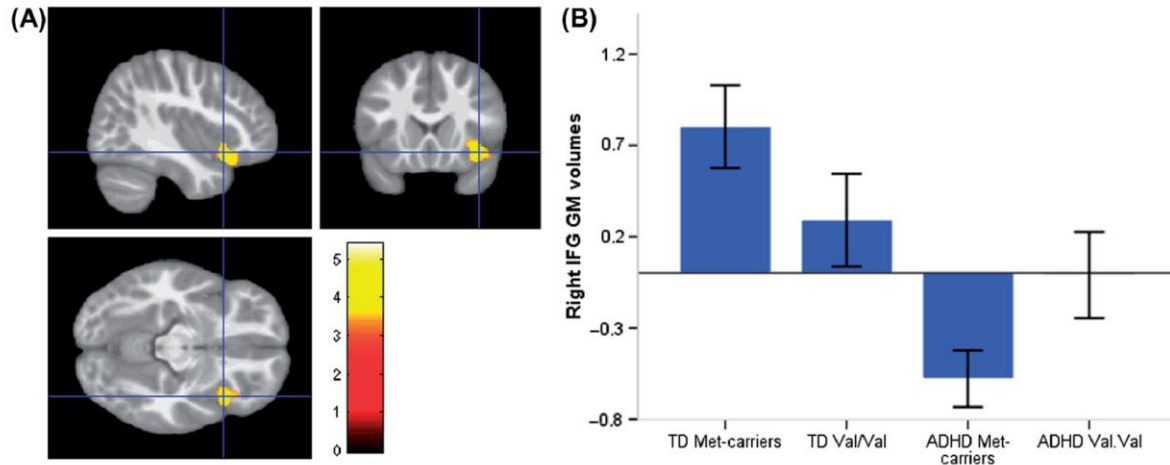 (A)
5
4
3
2
1
0
(B)
Right IFG GM volumes
1.2
0.7
0.2
−0.3
−0.8
TD Met-carriers
TD Val/Val
ADHD Met-
carriers
ADHD Val.Val